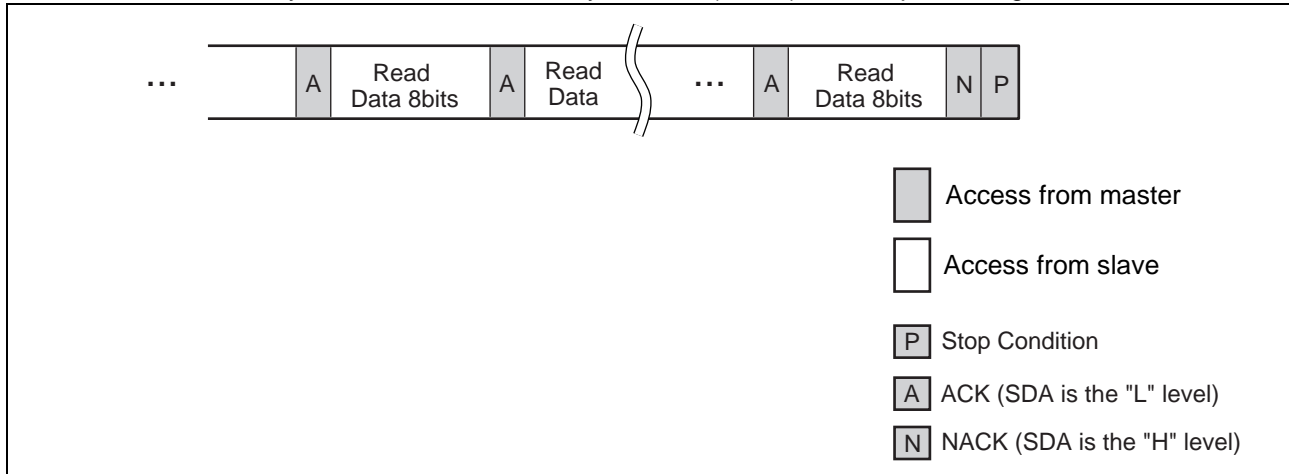 ... A Read Data 8bits A Read Data ... A Read Data 8bits N P
Access from master
Access from slave
P Stop Condition
A ACK (SDA is the "L" level)
N NACK (SDA is the "H" level)